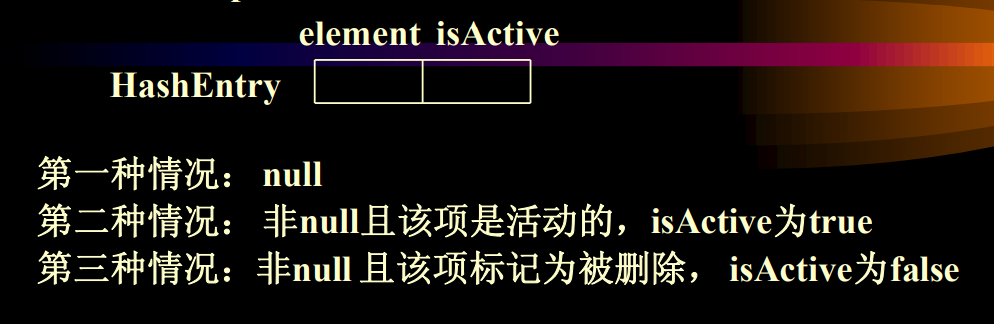 element isActive
HashEntry
第一种情况： null
第二种情况： 非null且该项是活动的，isActive为true
第三种情况：非null 且该项标记为被删除， isActive为false